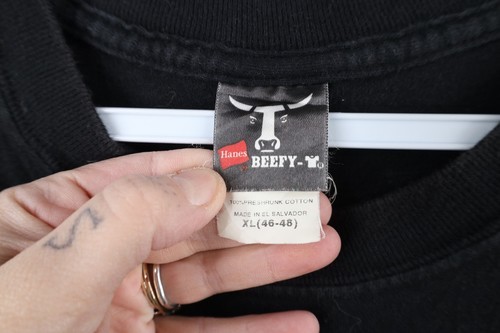 Hanes
BEEFY-T
100% PRESHRUNK COTTON
MADE IN EL SALVADOR
XL(46-48)